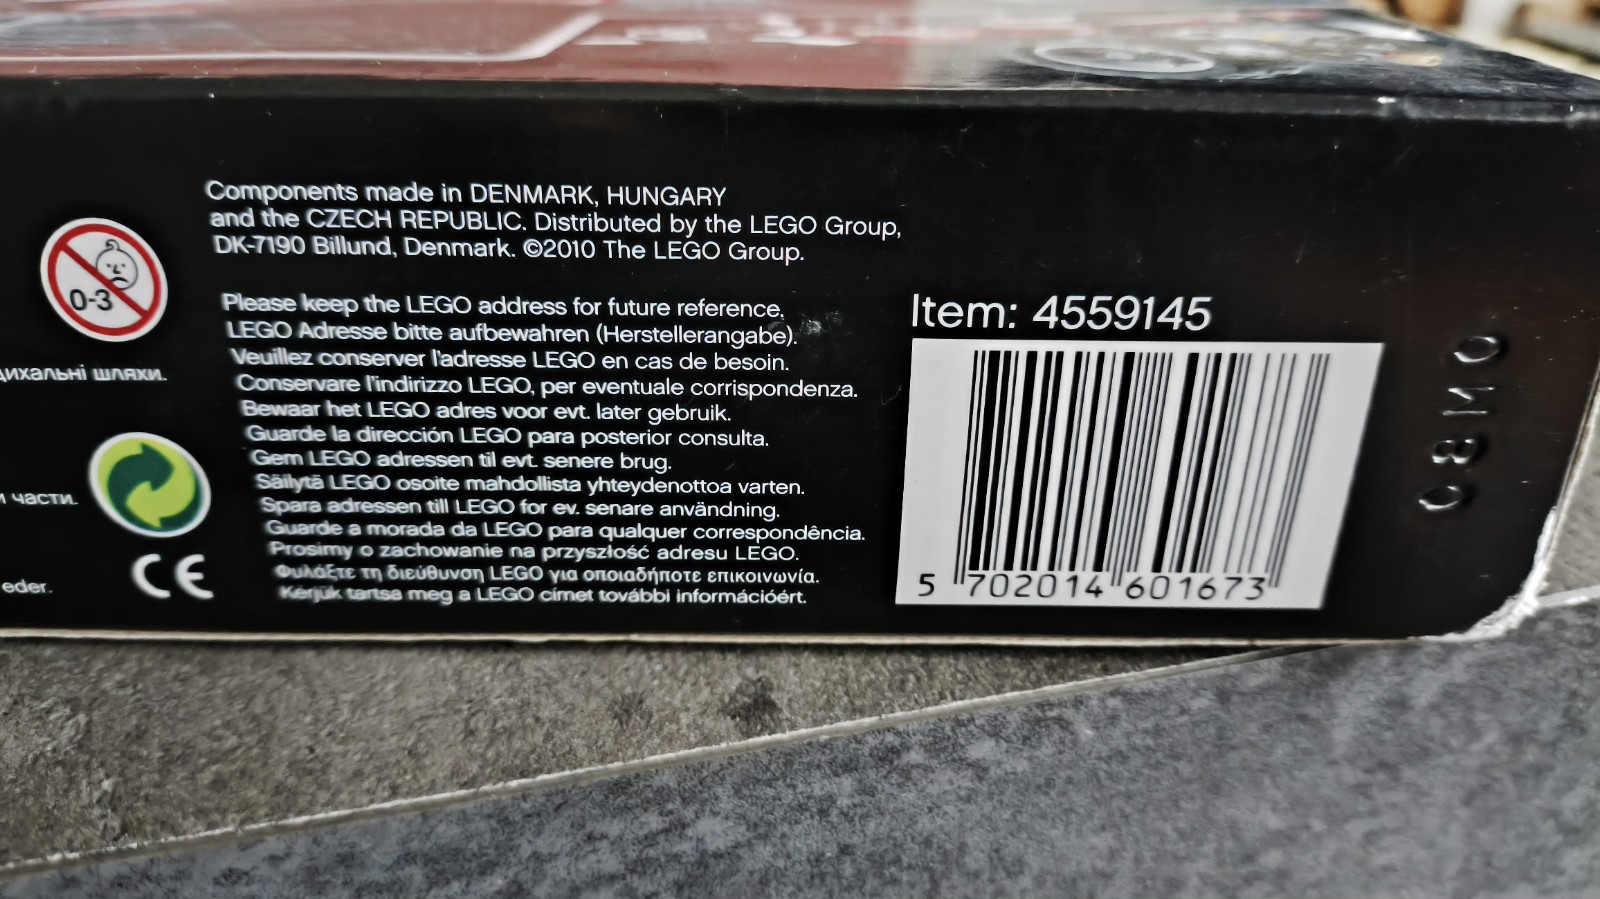 Components made in DENMARK, HUNGARY
and the CZECH REPUBLIC. Distributed by the LEGO Group,
DK-7190 Billund, Denmark. ©2010 The LEGO Group.
0-3
Please keep the LEGO address for future reference.
LEGO Adresse bitte aufbewahren (Herstellerangabe).
Veuillez conserver l'adresse LEGO en cas de besoin.
Conservare l'indirizzo LEGO, per eventuale corrispondenza.
Bewaar het LEGO adres voor evt. later gebruik.
Guarde la dirección LEGO para posterior consulta.
Gem LEGO adressen til evt. senere brug.
Säilytä LEGO osoite mahdollista yhteydenottoa varten.
Spara adressen till LEGO for ev. senare användning.
Guarde a morada da LEGO para qualquer correspondência.
Prosimy o zachowanie na przyszłość adresu LEGO.
Φυλάξτε τη διεύθυνση LEGO για οποιαδήποτε επικοινωνία.
Kérjük tartsa meg a LEGO címet további információért.
шляхи.
части.
eder.
CE
Item: 4559145
5 702014 601673